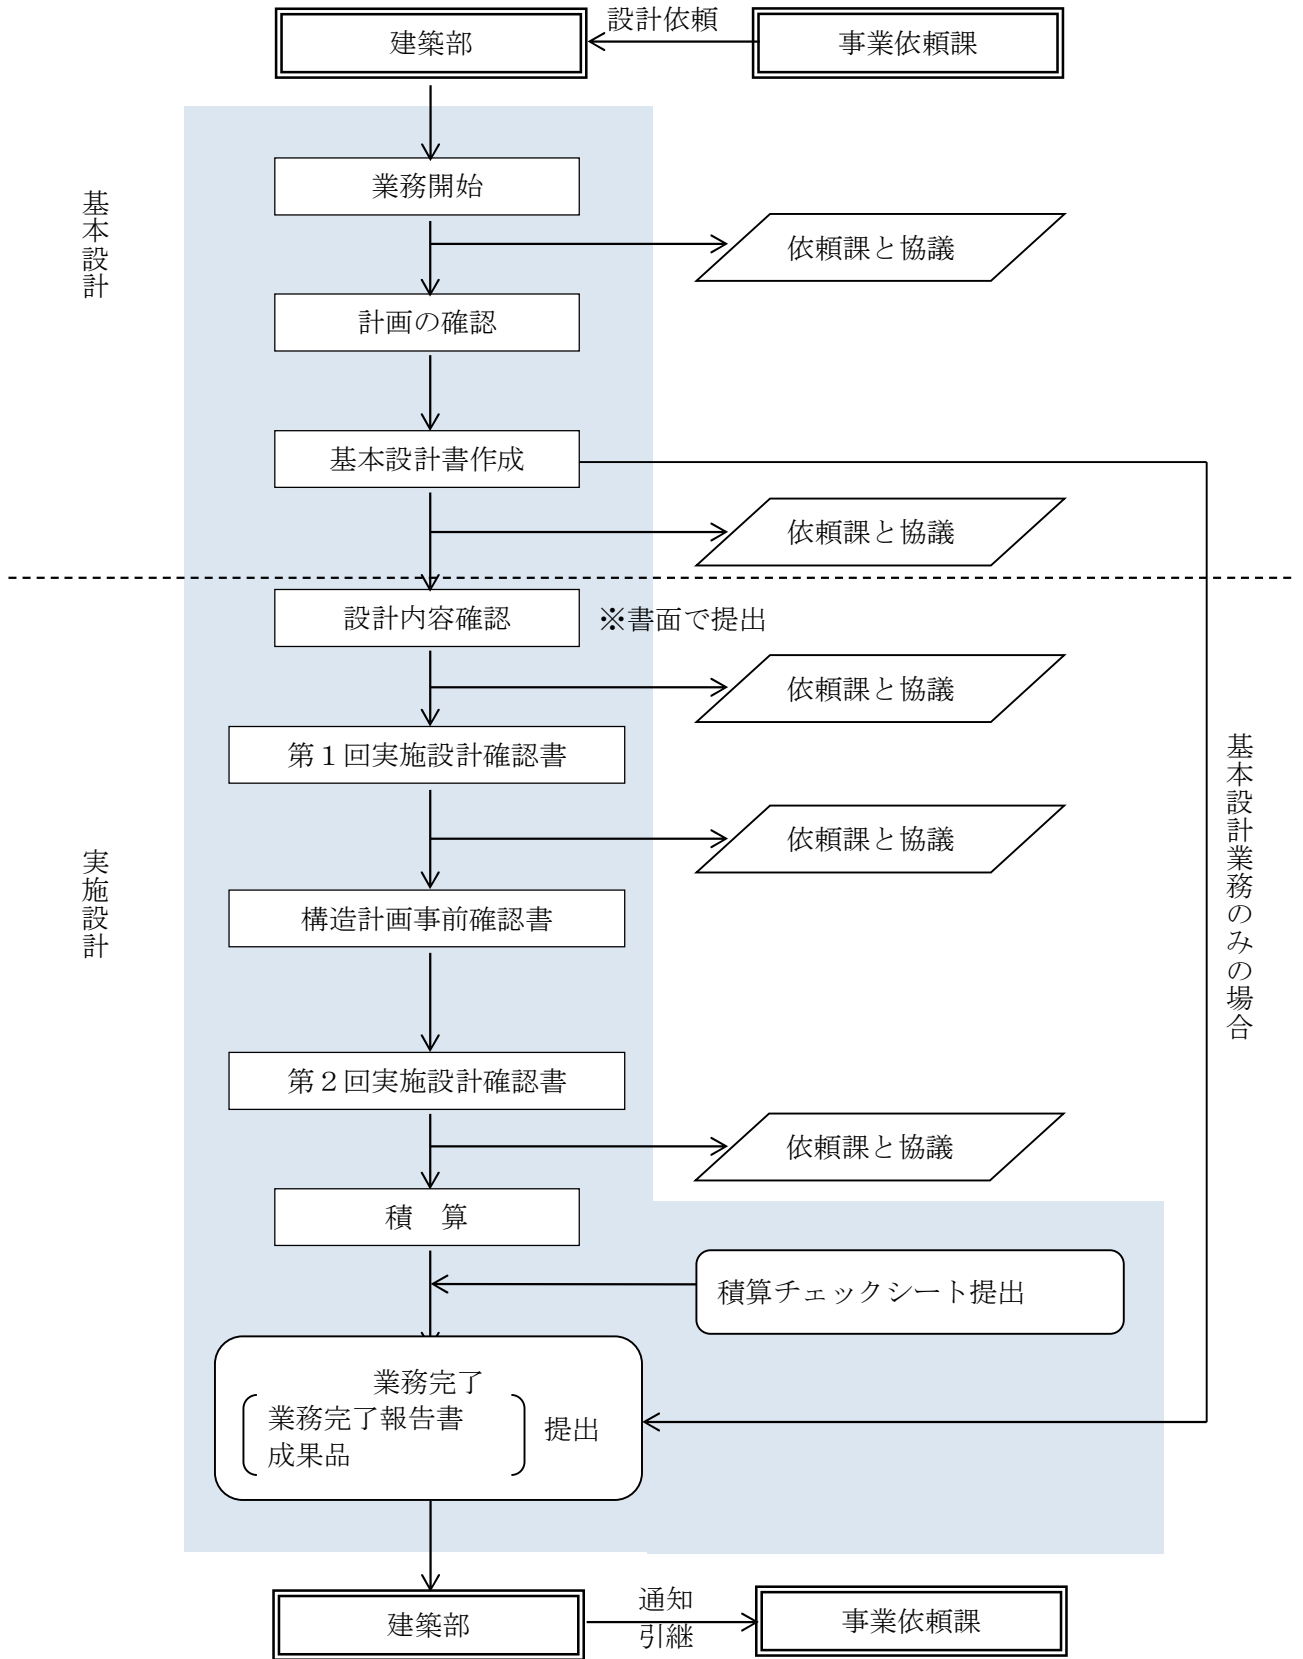 設計依頼
建築部
事業依頼課
基本設計
業務開始
依頼課と協議
計画の確認
基本設計書作成
依頼課と協議
設計内容確認
※書面で提出
依頼課と協議
第１回実施設計確認書
依頼課と協議
基本設計業務のみの場合
実施設計
構造計画事前確認書
第２回実施設計確認書
依頼課と協議
積　算
積算チェックシート提出
業務完了
業務完了報告書
成果品
提出
建築部
通知
引継
事業依頼課